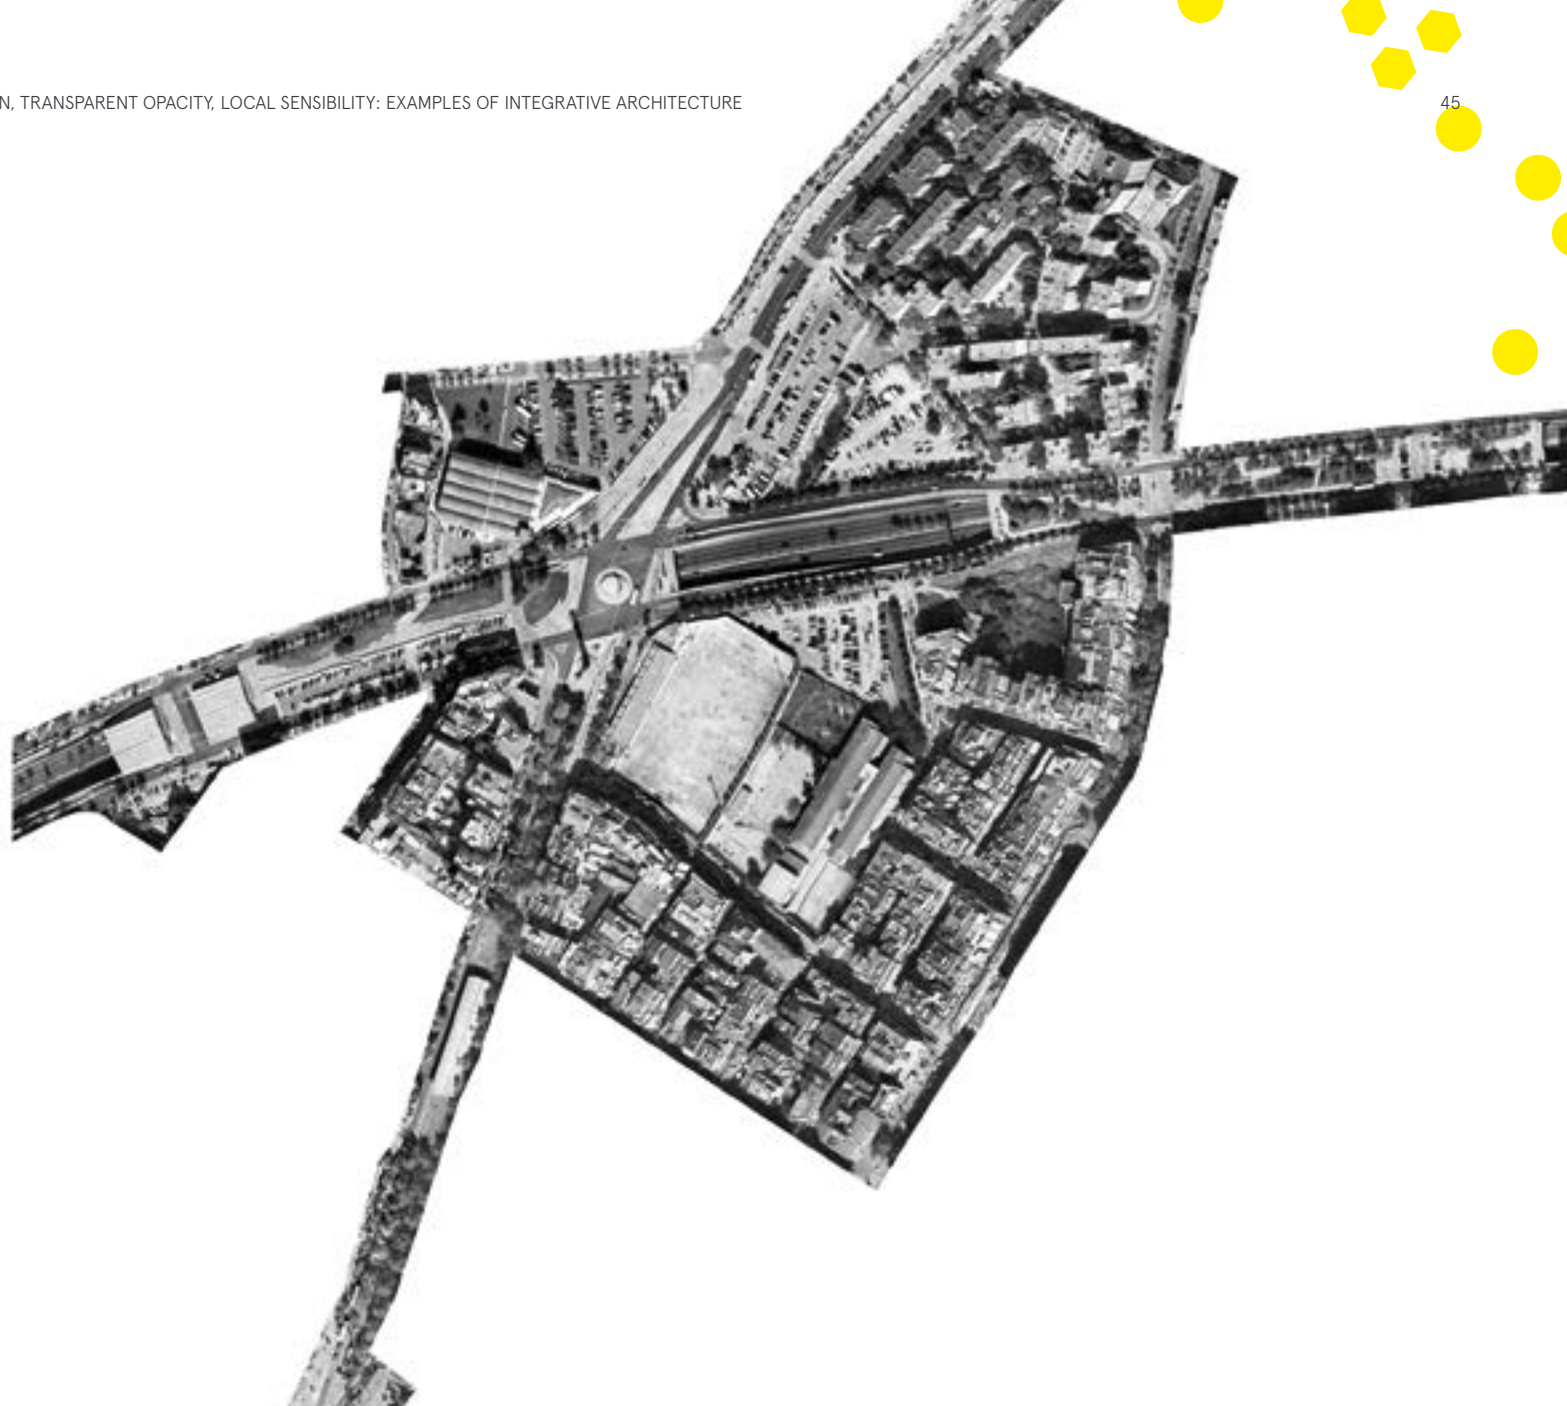 N, TRANSPARENT OPACITY, LOCAL SENSIBILITY: EXAMPLES OF INTEGRATIVE ARCHITECTURE
45